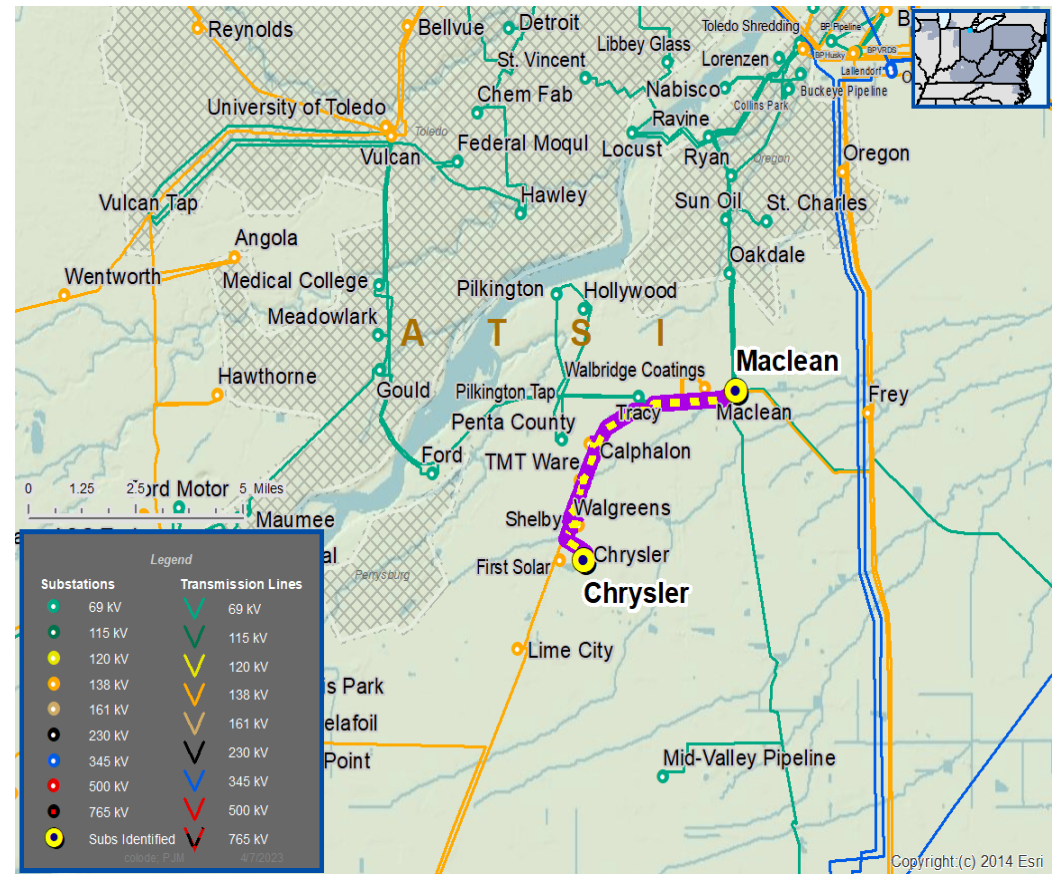 Reynolds
Bellvue
Detroit
St. Vincent
Libbey Glass
Toledo Shredding
BP Pipeline
B
BP Husky
BPVRDS
Lallendorf
Lorenzen
Nabisco
Collins Park
Buckeye Pipeline
University of Toledo
Chem Fab
Toledo
Federal Moqul
Vulcan
Ravine
Locust
Ryan
Oregon
Oregon
Vulcan Tap
Hawley
Sun Oil
St. Charles
Angola
Oakdale
Wentworth
Medical College
Pilkington
Hollywood
Meadowlark
A T S I
Hawthorne
Gould
Walbridge Coatings
Maclean
Pilkington Tap
Tracy
Maclean
Frey
Penta County
Calphalon
Ford
TMT Ware
0 1.25 2.5 5 Miles
ord Motor
Walgreens
Maumee
Shelby
al
First Solar
Chrysler
Chrysler
Perrysburg
Lime City
is Park
elafoil
Point
Mid-Valley Pipeline
Legend
Substations Transmission Lines
69 kV 69 kV
115 kV 115 kV
120 kV 120 kV
138 kV 138 kV
161 kV 161 kV
230 kV 230 kV
345 kV 345 kV
500 kV 500 kV
765 kV 765 kV
Subs Identified
colode, PJM 4/7/2023
Copyright:(c) 2014 Esri